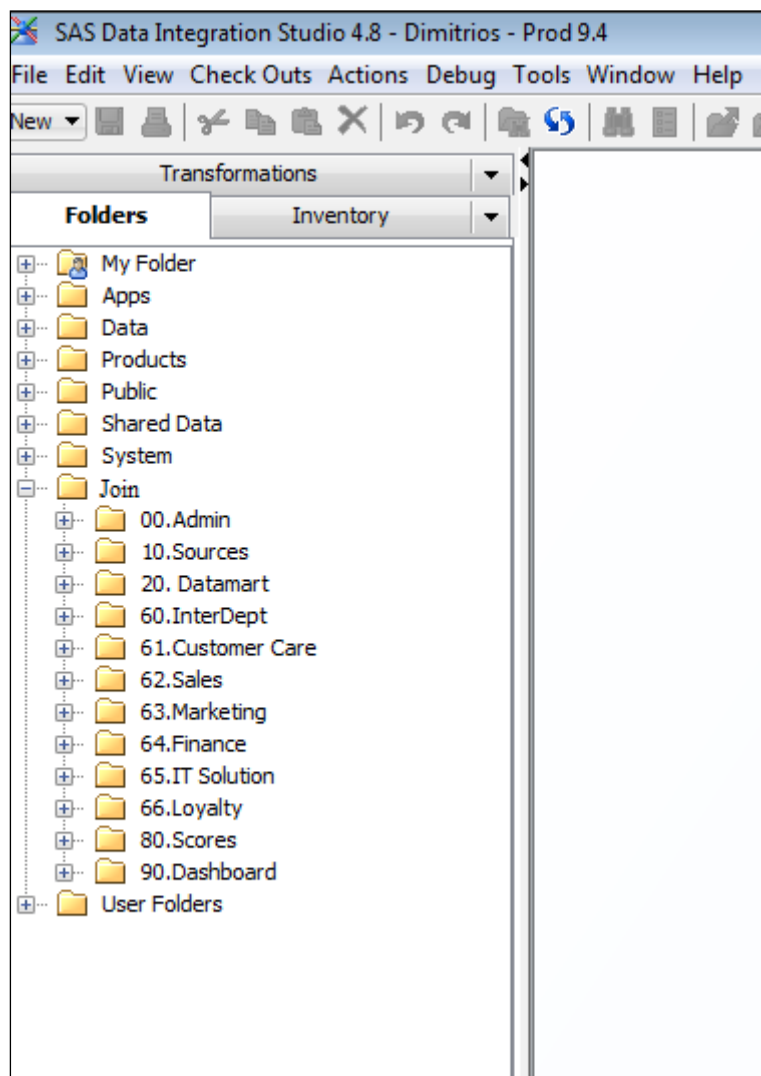 SAS Data Integration Studio 4.8 - Dimitrios - Prod 9.4
File Edit View Check Outs Actions Debug Tools Window Help
New
Transformations
Folders Inventory
My Folder
Apps
Data
Products
Public
Shared Data
System
Join
00.Admin
10.Sources
20. Datamart
60.InterDept
61.Customer Care
62.Sales
63.Marketing
64.Finance
65.IT Solution
66.Loyalty
80.Scores
90.Dashboard
User Folders